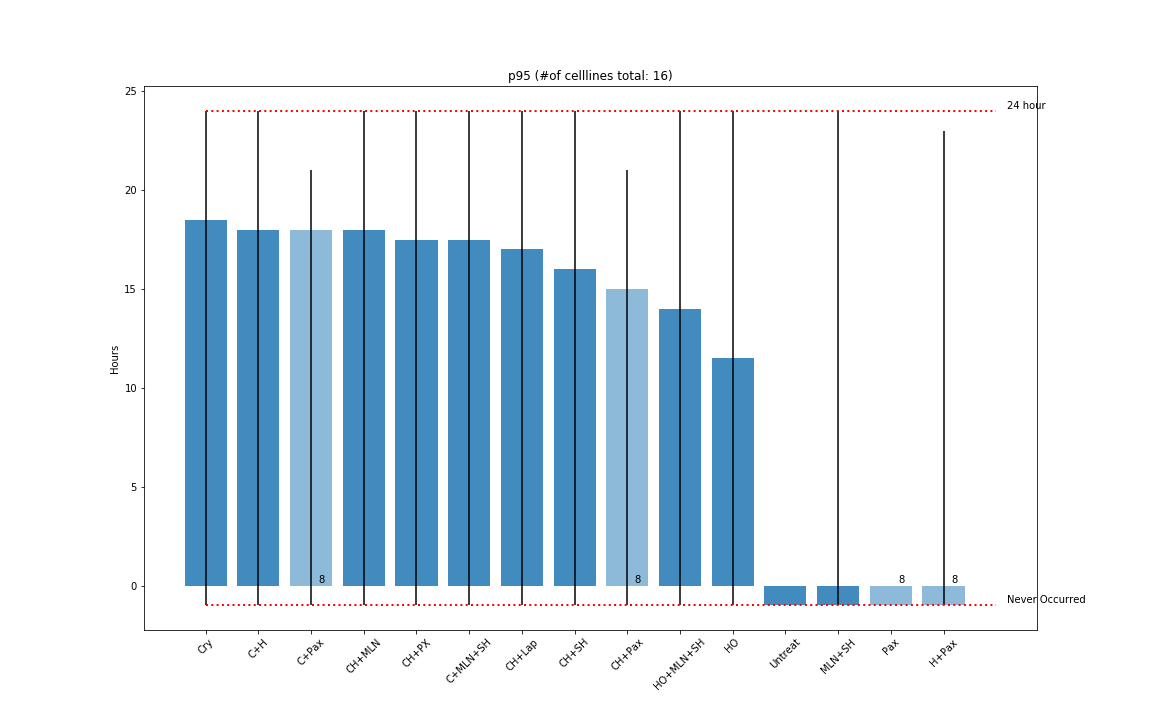 p95 (#of celllines total: 16)
25
20
15
10
5
0
Hours
24 hour
Never Occurred
8
8
8
8
Cry
C+H
C+Pax
CH+MLN
CH+PX
C+MLN+SH
CH+Lap
CH+SH
CH+Pax
HO+MLN+SH
HO
Untreat
MLN+SH
Pax
H+Pax